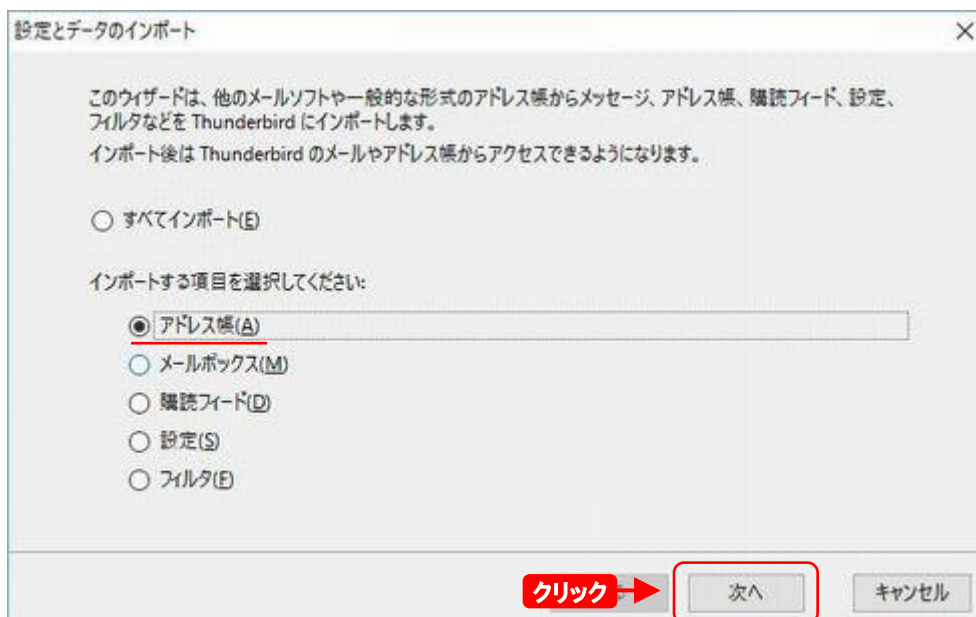 設定とデータのインポート
このウィザードは、他のメールソフトや一般的な形式のアドレス帳からメッセージ、アドレス帳、購読フィード、設定、
フィルタなどを Thunderbird にインポートします。
インポート後は Thunderbird のメールやアドレス帳からアクセスできるようになります。
すべてインポート(E)
インポートする項目を選択してください:
アドレス帳(A)
メールボックス(M)
購読フィード(D)
設定(S)
フィルタ(F)
クリック
次へ
キャンセル